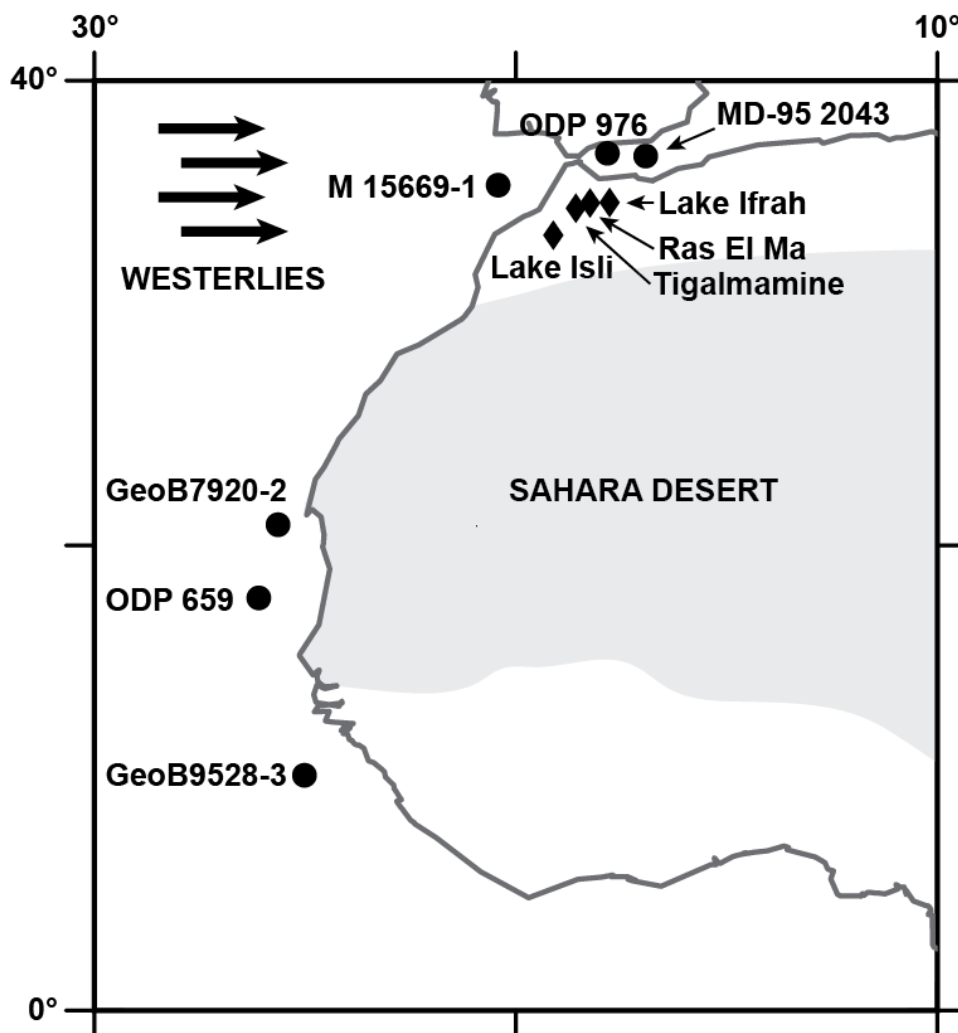 30°
10°
40°
ODP 976
MD-95 2043
M 15669-1
Lake Ifrah
Ras El Ma
Lake Isli
Tigalmamine
WESTERLIES
GeoB7920-2
SAHARA DESERT
ODP 659
GeoB9528-3
0°